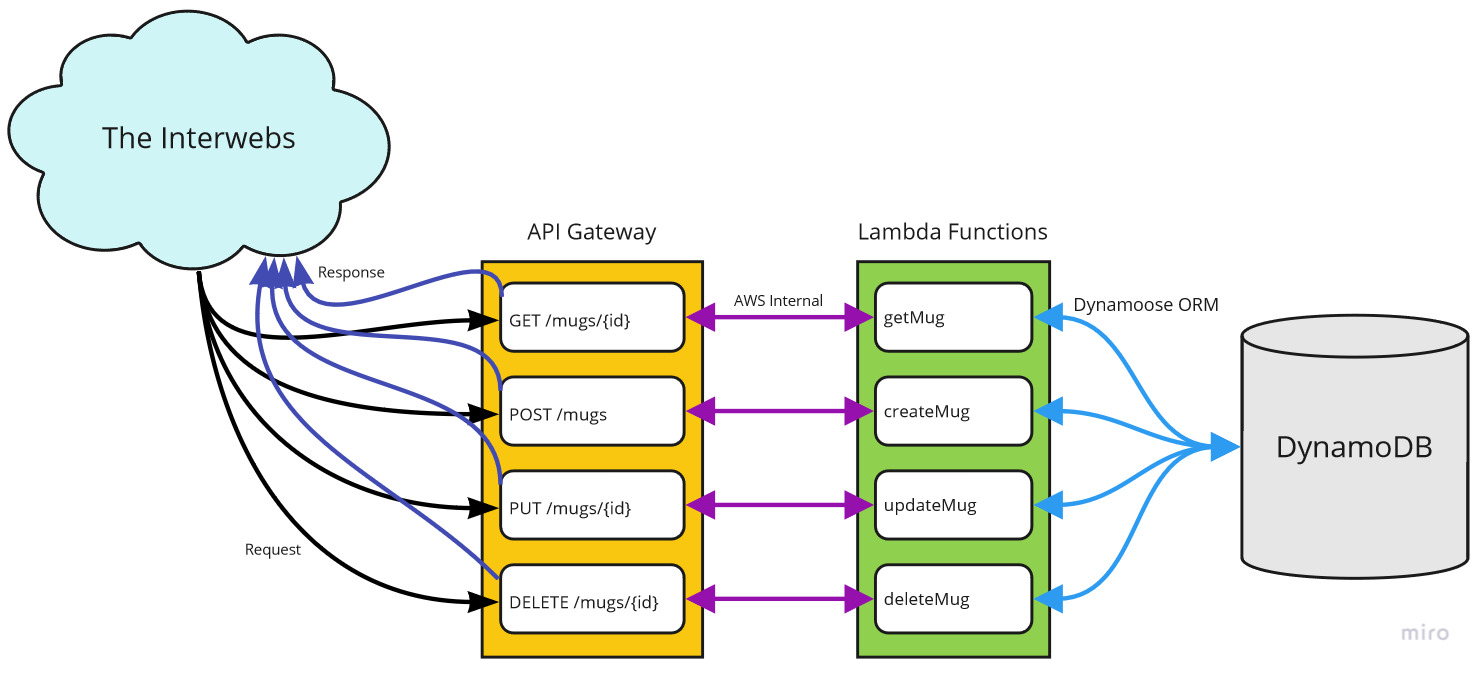 The Interwebs
API Gateway
Lambda Functions
Response
AWS Internal
Dynamoose ORM
GET /mugs/{id}
getMug
POST /mugs
createMug
DynamoDB
PUT /mugs/{id}
updateMug
Request
DELETE /mugs/{id}
deleteMug
miro